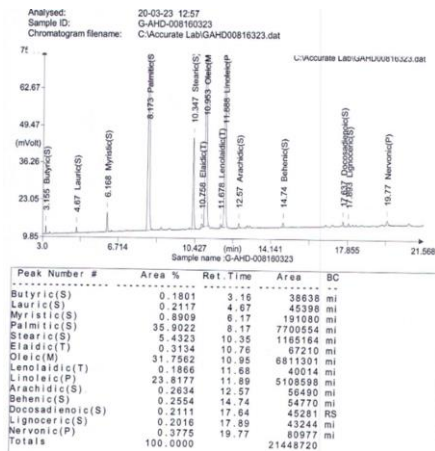 Analysed: 20-03-23 12:57
Sample ID: G-AHD-008160323
Chromatogram filename: C:\Accurate Lab\GAHD00816323.dat
C:\Accurate Lab\GAHD00816323.dat
62.67
49.47
(mVolt)
36.26
23.05
9.85
3.155 Butyric(S)
4.67 Lauric(S)
6.168 Myristic(S)
8.173 Palmitic(S
10.347 Stearic(S)
10.758 Elaidic(T)
10.953 Oleic(M
11.678 Lenolaidic(T)
11.888 Linoleic(P
12.57 Arachidic(S)
14.74 Behenic(S)
17.637 Docosadiepoic(S)
17.893 Lignoceric(S)
19.77 Nervonic(P)
3.0 6.714 10.427 (min) 14.141 17.855 21.568
Sample name :G-AHD-008160323
Peak Number # Area % Ret.Time Area BC
Butyric(S) 0.1801 3.16 38638 mi
Lauric(S) 0.2117 4.67 45398 mi
Myristic(S) 0.8909 6.17 191080 mi
Palmitic(S) 35.9022 8.17 7700554 mi
Stearic(S) 5.4323 10.35 1165164 mi
Elaidic(T) 0.3134 10.76 67210 mi
Oleic(M) 31.7562 10.95 6811301 mi
Lenolaidic(T) 0.1866 11.68 40014 mi
Linoleic(P) 23.8177 11.89 5108598 mi
Arachidic(S) 0.2634 12.57 56490 mi
Behenic(S) 0.2554 14.74 54770 mi
Docosadienoic(S) 0.2111 17.64 45281 RS
Lignoceric(S) 0.2016 17.89 43244 mi
Nervonic(P) 0.3775 19.77 80977 mi
Totals 100.0000 21448720